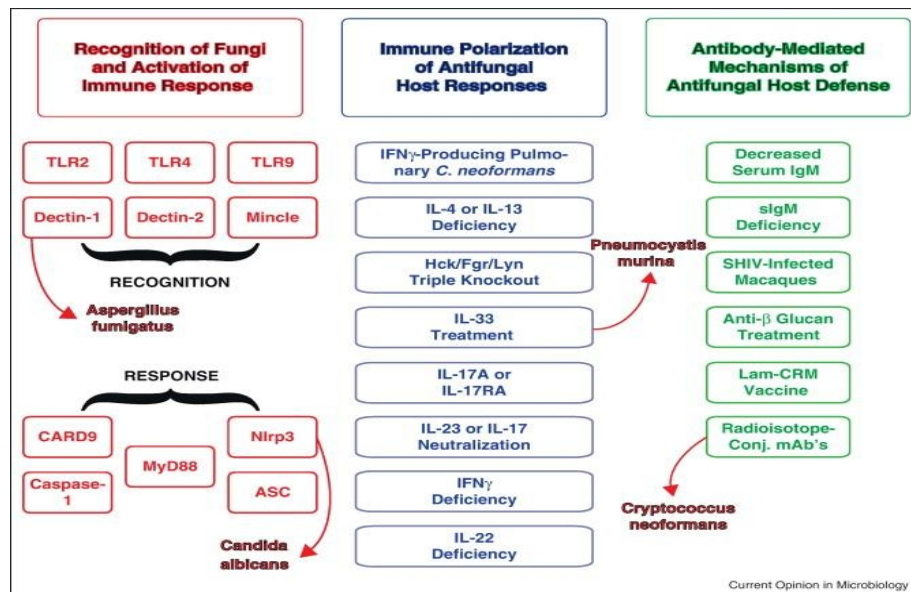 Recognition of Fungi
and Activation of
Immune Response
TLR2
TLR4
TLR9
Dectin-1
Dectin-2
Mincle
RECOGNITION
Aspergillus
fumigatus
RESPONSE
CARD9
Nlrp3
MyD88
Caspase-
1
ASC
Candida
albicans
Immune Polarization
of Antifungal
Host Responses
IFNγ-Producing Pulmo-
nary C. neoformans
IL-4 or IL-13
Deficiency
Hck/Fgr/Lyn
Triple Knockout
IL-33
Treatment
Pneumocystis
murina
IL-17A or
IL-17RA
IL-23 or IL-17
Neutralization
IFNγ
Deficiency
IL-22
Deficiency
Antibody-Mediated
Mechanisms of
Antifungal Host Defense
Decreased
Serum IgM
sIgM
Deficiency
SHIV-Infected
Macaques
Anti-β Glucan
Treatment
Lam-CRM
Vaccine
Radioisotope-
Conj. mAb's
Cryptococcus
neoformans
Current Opinion in Microbiology